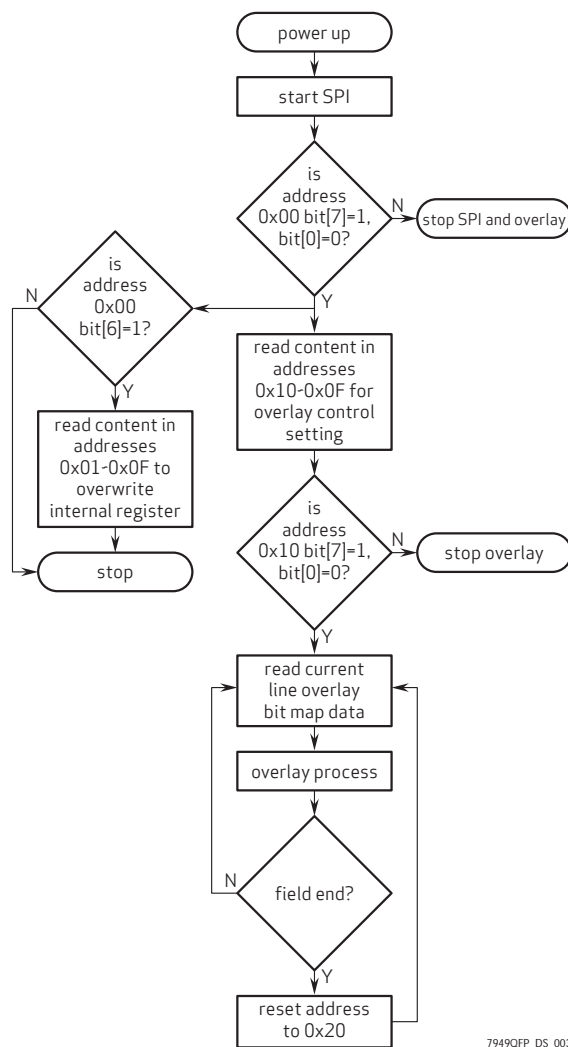 power up
start SPI
is
address
0x00 bit[7]=1,
bit[0]=0?
N
stop SPI and overlay
Y
is
address
0x00
bit[6]=1?
N
Y
read content in
addresses
0x01-0x0F to
overwrite
internal register
stop
read content in
addresses
0x10-0x0F for
overlay control
setting
is
address
0x10 bit[7]=1,
bit[0]=0?
N
stop overlay
Y
read current
line overlay
bit map data
overlay process
field end?
N
Y
reset address
to 0x20
7949QFP_DS_003